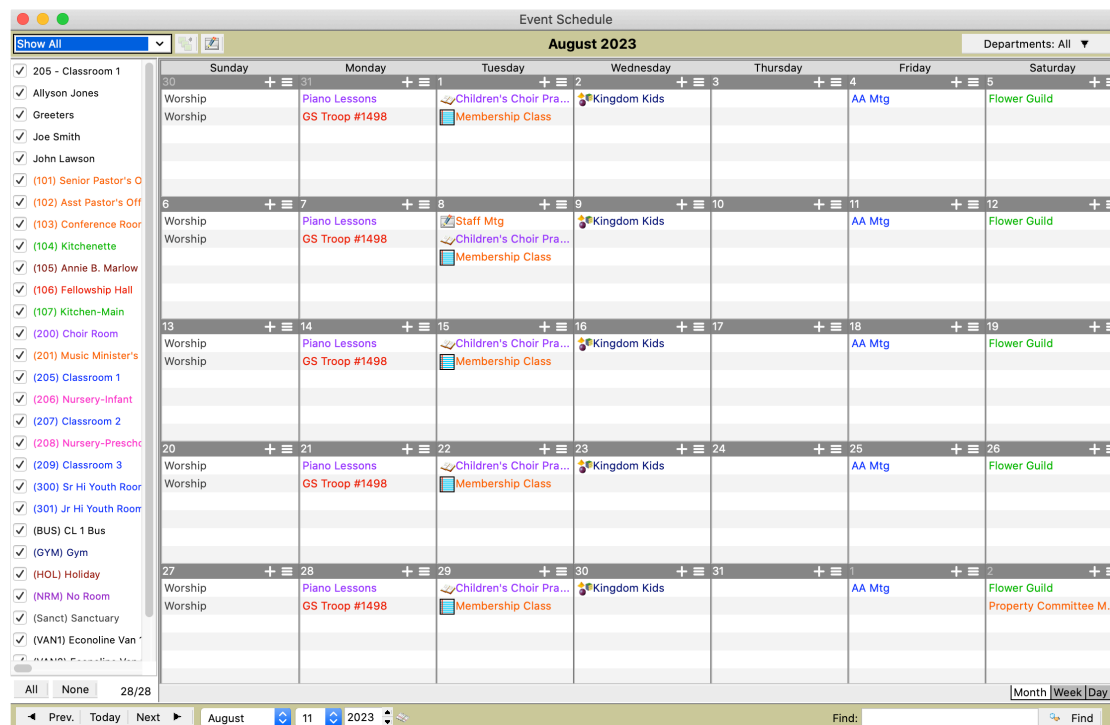 Event Schedule
Show All
August 2023
Departments: All ▼
205 - Classroom 1
Allyson Jones
Greeters
Joe Smith
John Lawson
(101) Senior Pastor's O
(102) Asst Pastor's Off
(103) Conference Roor
(104) Kitchenette
(105) Annie B. Marlow
(106) Fellowship Hall
(107) Kitchen-Main
(200) Choir Room
(201) Music Minister's
(205) Classroom 1
(206) Nursery-Infant
(207) Classroom 2
(208) Nursery-Prescho
(209) Classroom 3
(300) Sr Hi Youth Roor
(301) Jr Hi Youth Room
(BUS) CL 1 Bus
(GYM) Gym
(HOL) Holiday
(NRM) No Room
(Sanct) Sanctuary
(VAN1) Econoline Van
All None 28/28
Sunday Monday Tuesday Wednesday Thursday Friday Saturday
30 31 1 2 3 4 5
Worship Piano Lessons Children's Choir Pra... Kingdom Kids AA Mtg Flower Guild
Worship GS Troop #1498 Membership Class
6 7 8 9 10 11 12
Worship Piano Lessons Staff Mtg Kingdom Kids AA Mtg Flower Guild
Worship GS Troop #1498 Children's Choir Pra...
Membership Class
13 14 15 16 17 18 19
Worship Piano Lessons Children's Choir Pra... Kingdom Kids AA Mtg Flower Guild
Worship GS Troop #1498 Membership Class
20 21 22 23 24 25 26
Worship Piano Lessons Children's Choir Pra... Kingdom Kids AA Mtg Flower Guild
Worship GS Troop #1498 Membership Class
27 28 29 30 31 1 2
Worship Piano Lessons Children's Choir Pra... Kingdom Kids AA Mtg Flower Guild
Worship GS Troop #1498 Membership Class Property Committee M.
Month Week Day
◄ Prev. Today Next ► August 11 2023 Find: Find